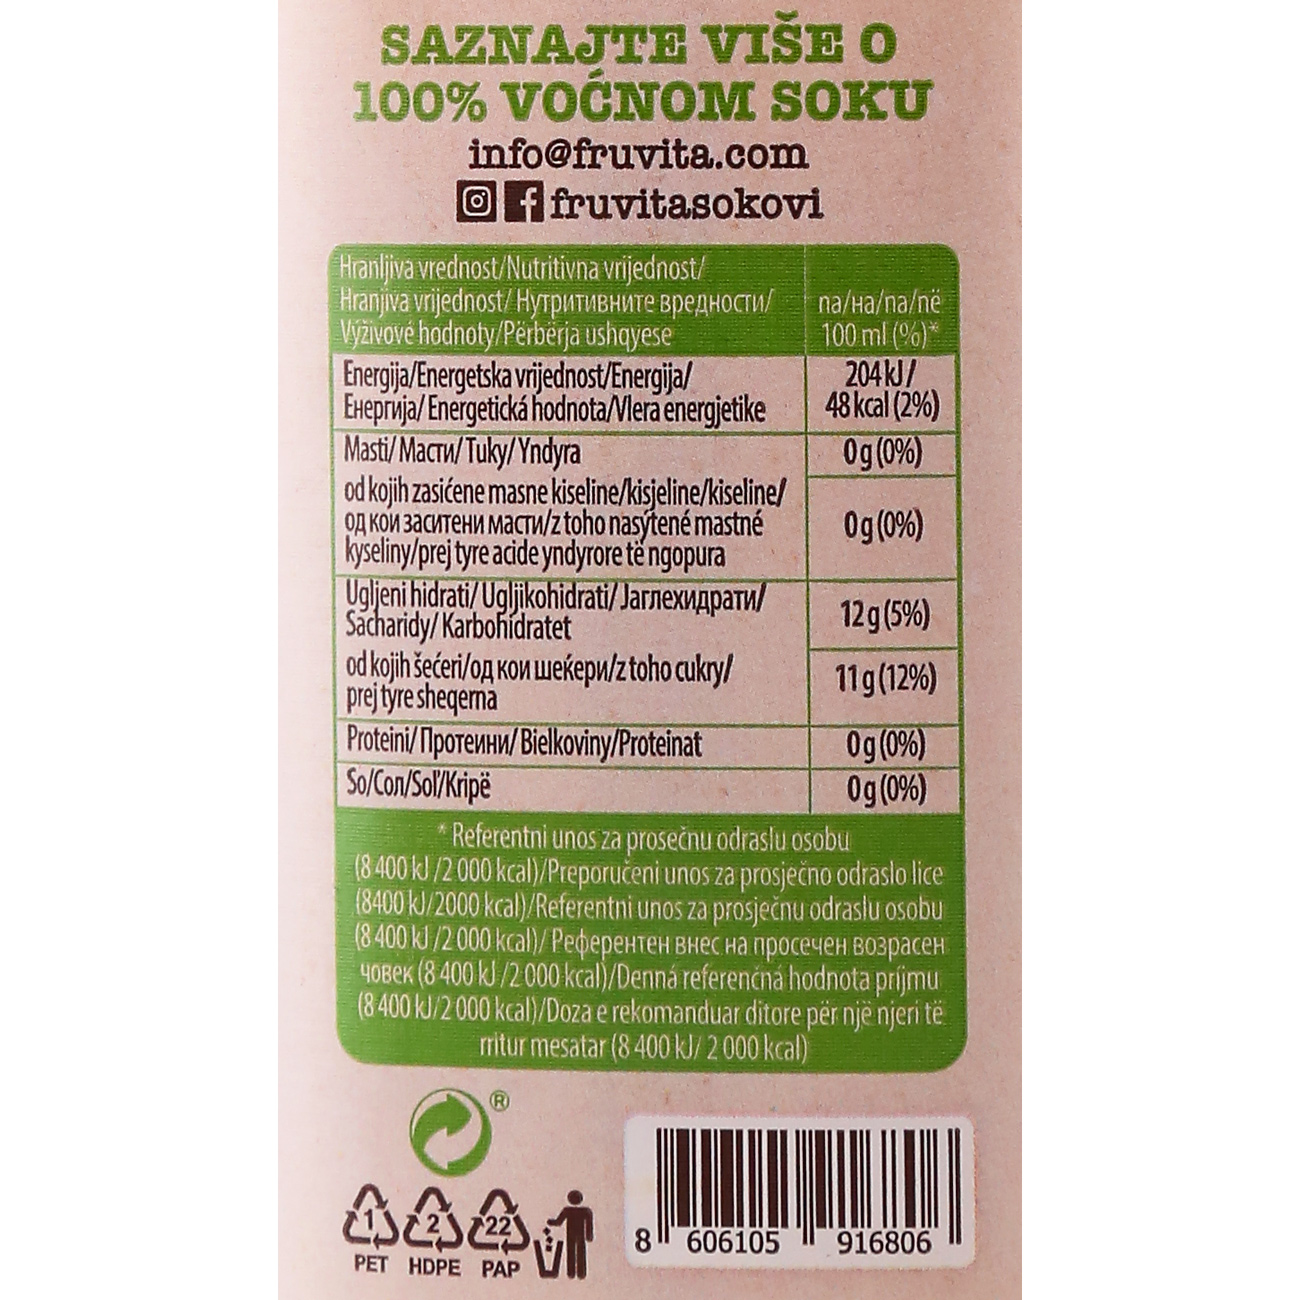 SAZNAJTE VIŠE O
100% VOĆNOM SOKU
info@fruvita.com
fruvitasokovi
Hranljiva vrednost/Nutritivna vrijednost/
Hranjiva vrijednost/ Нутритивните вредности/
Výživové hodnoty/Përbërja ushqyese
na/на/na/në
100 ml (%)*
Energija/Energetska vrijednost/Energija/
Енергија/ Energetická hodnota/Vlera energjetike
204 kJ /
48 kcal (2%)
Masti/ Масти/ Tuky/ Yndyra
0 g (0%)
od kojih zasićene masne kiseline/kisjeline/kiseline/
од кои заситени масти/z toho nasýtené mastné
kyseliny/prej tyre acide yndyrore të ngopura
0 g (0%)
Ugljeni hidrati/ Ugljikohidrati/ Јаглехидрати/
Sacharidy/ Karbohidratet
12 g (5%)
od kojih šećeri/од кои шеќери/z toho cukry/
prej tyre sheqerna
11 g (12%)
Proteini/ Протеини/ Bielkoviny/Proteinat
0 g (0%)
So/Сол/Soľ/Kripë
0 g (0%)
* Referentni unos za prosečnu odraslu osobu
(8 400 kJ /2 000 kcal)/Preporučeni unos za prosječno odraslo lice
(8400 kJ/2000 kcal)/Referentni unos za prosječnu odraslu osobu
(8 400 kJ /2 000 kcal)/ Референтен внес на просечен возрасен
човек (8 400 kJ /2 000 kcal)/Denná referenčná hodnota príjmu
(8 400 kJ/2 000 kcal)/Doza e rekomanduar ditore për një njeri të
rritur mesatar (8 400 kJ/ 2 000 kcal)
®
1 2 22
PET HDPE PAP
8 606105 916806